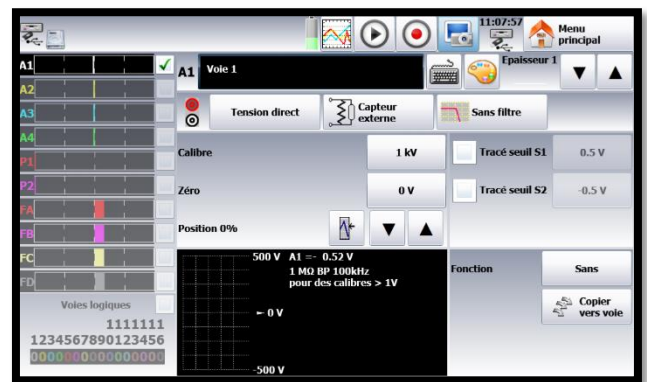 11:07:57
Menu
principal
A1
A2
A3
A4
P1
P2
FA
FB
FC
FD
Voies logiques
1111111
1234567890123456
0000000000000000
A1 Voie 1
Epaisseur 1
▼ ▲
Tension direct
Capteur
externe
Sans filtre
Calibre 1 kV
Zéro 0 V
Position 0% ▼ ▲
Tracé seuil S1 0.5 V
Tracé seuil S2 -0.5 V
500 V A1 =- 0.52 V
1 MΩ BP 100kHz
pour des calibres > 1V
0 V
-500 V
Fonction Sans
Copier
vers voie